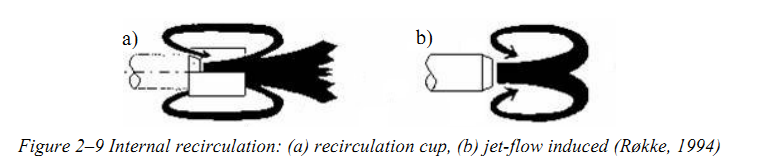 a) b)
Figure 2–9 Internal recirculation: (a) recirculation cup, (b) jet-flow induced (Røkke, 1994)